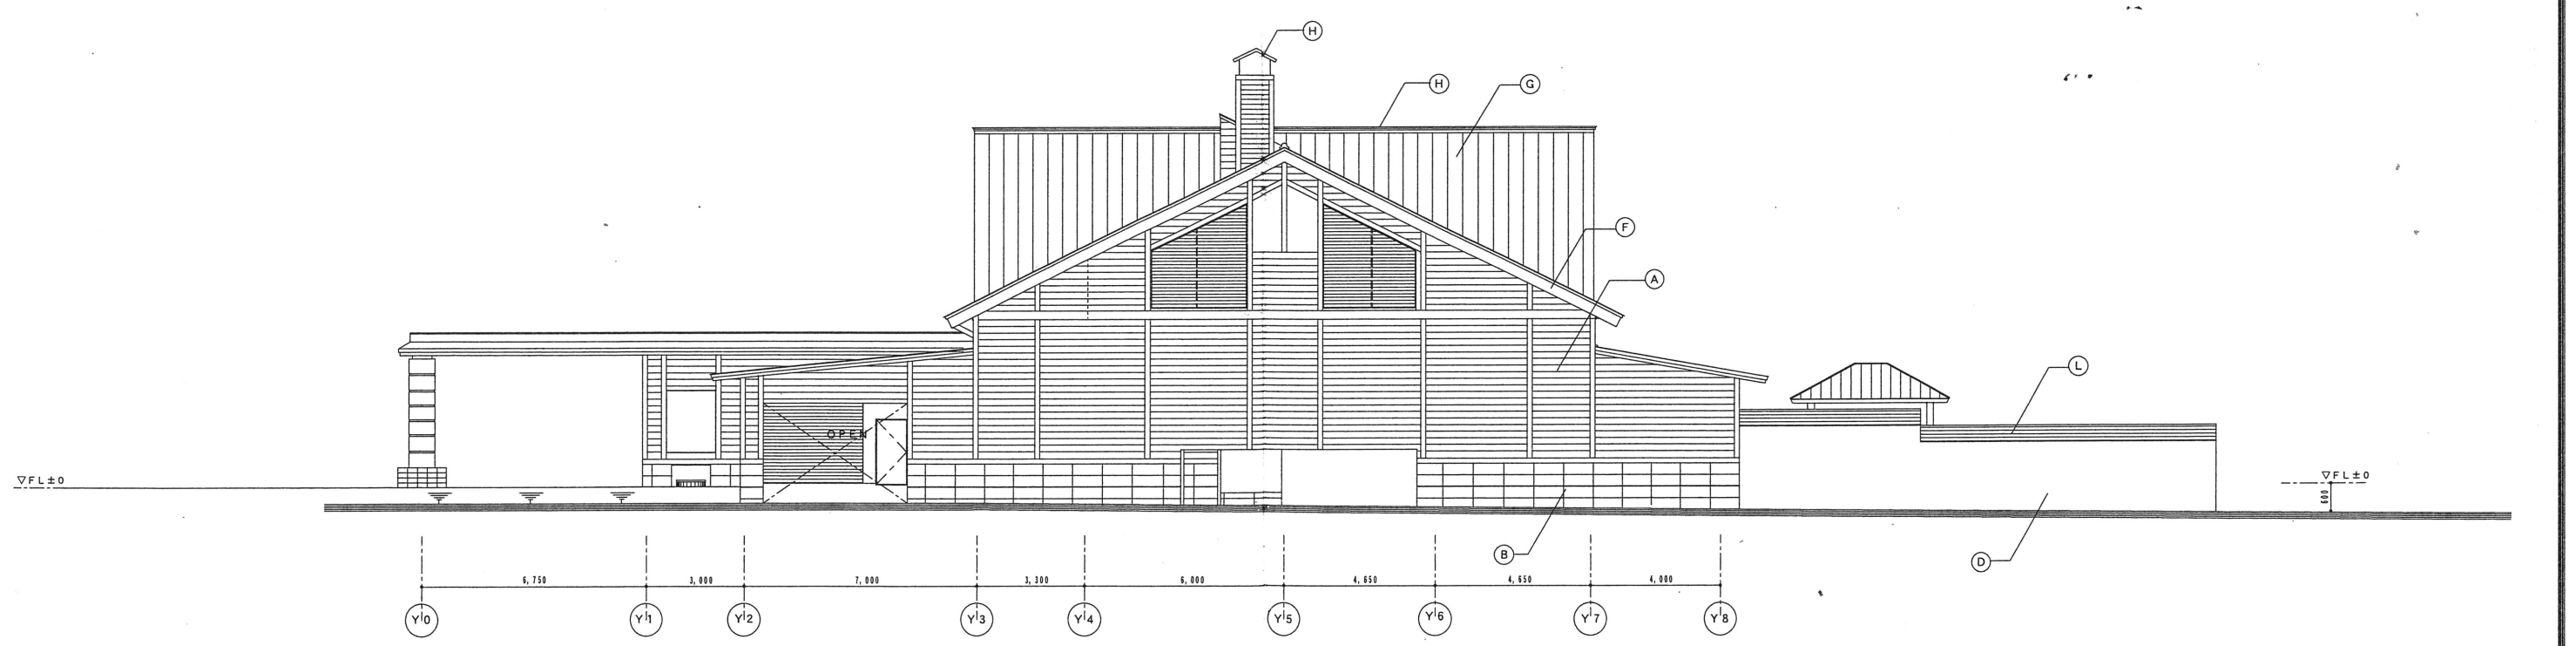 H
H
G
F
A
L
OPEN
▽FL±0
▽FL±0
600
B
D
6,750 3,000 7,000 3,300 6,000 4,650 4,650 4,000
Y0 Y1 Y2 Y3 Y4 Y5 Y6 Y7 Y8